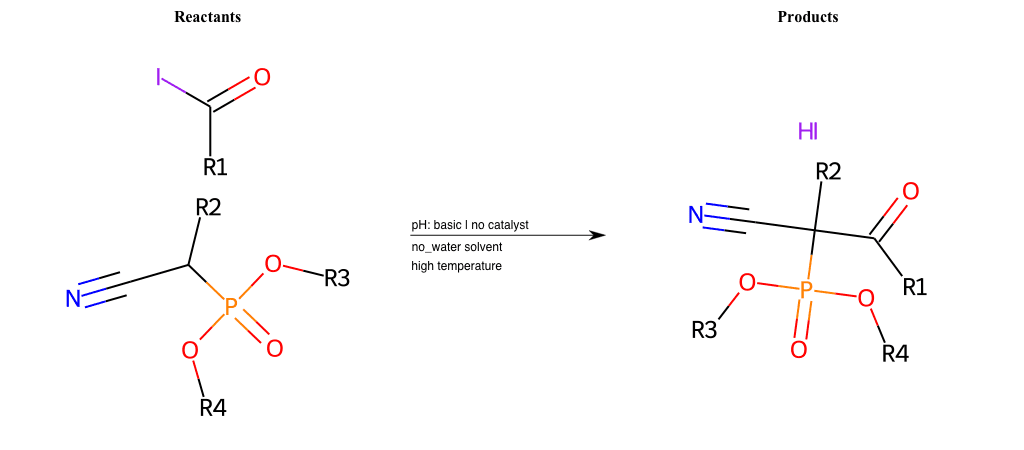 Reactants
Products
I
O
R1
R2
N
O
R3
P
O
O
R4
pH: basic | no catalyst
no_water solvent
high temperature
HI
R2
O
N
R1
O
P
O
R3
O
R4